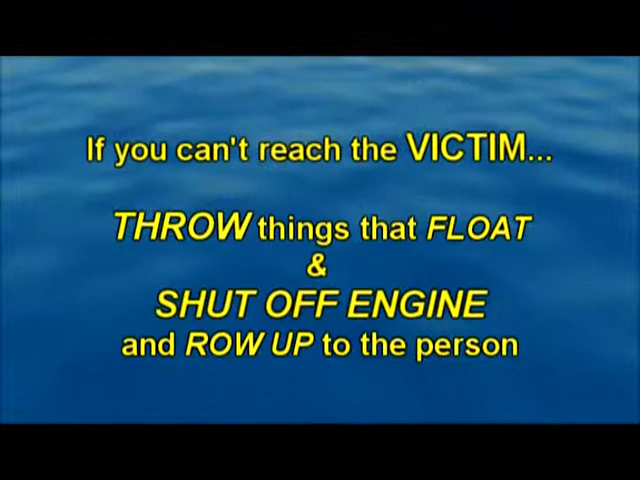 If you can't reach the VICTIM...
THROW things that FLOAT
&
SHUT OFF ENGINE
and ROW UP to the person